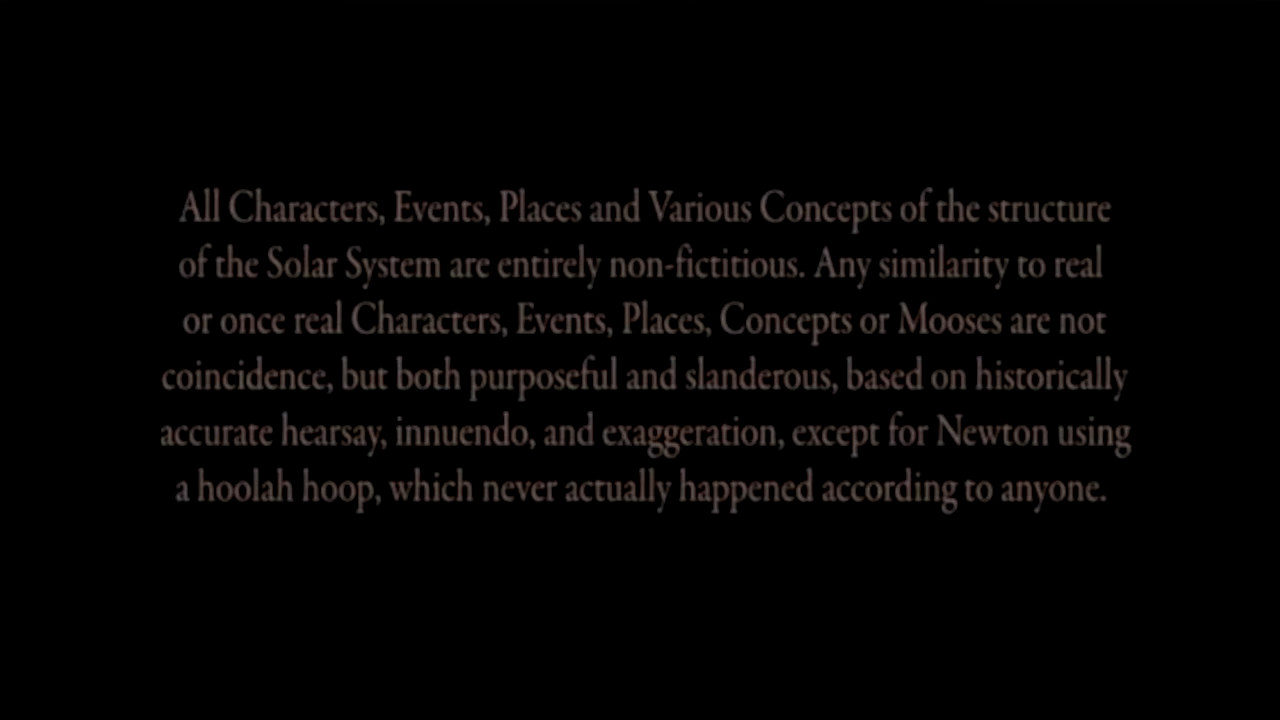 All Characters, Events, Places and Various Concepts of the structure
of the Solar System are entirely non-fictitious. Any similarity to real
or once real Characters, Events, Places, Concepts or Mooses are not
coincidence, but both purposeful and slanderous, based on historically
accurate hearsay, innuendo, and exaggeration, except for Newton using
a hoolah hoop, which never actually happened according to anyone.